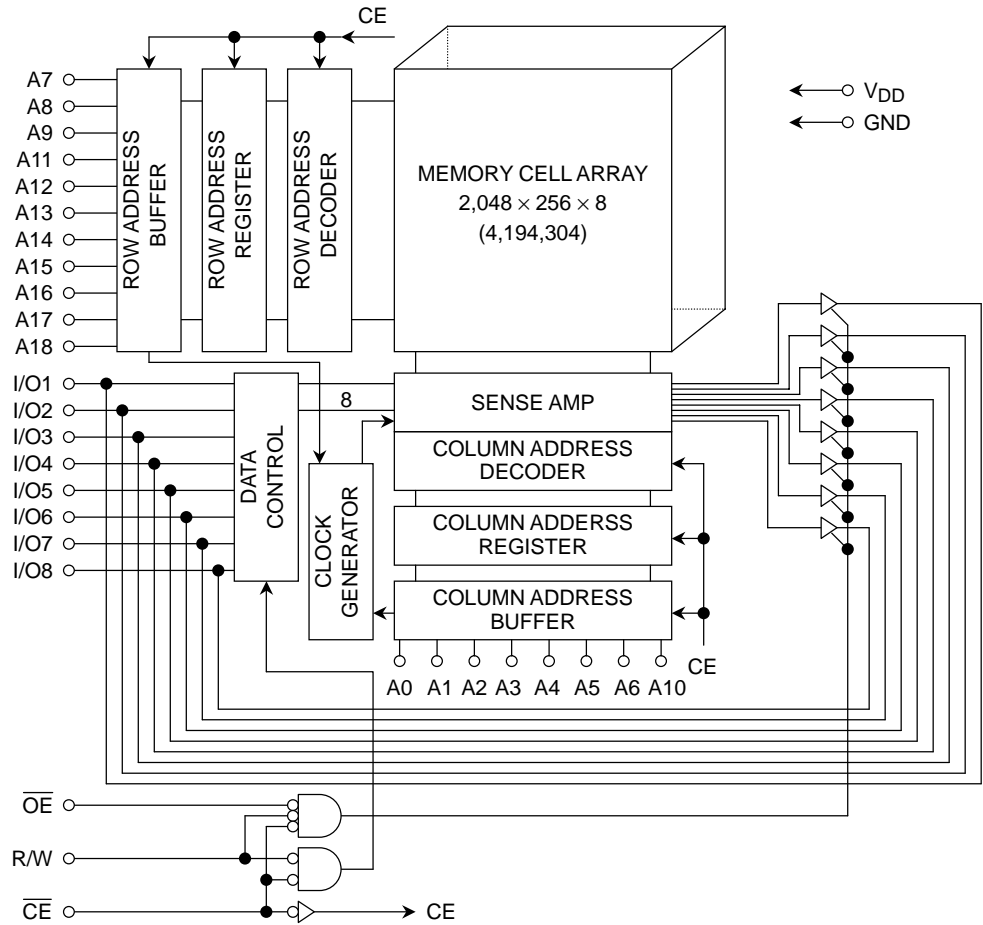 CE
A7
A8
A9
A11
A12
A13
A14
A15
A16
A17
A18
ROW ADDRESS
BUFFER
ROW ADDRESS
REGISTER
ROW ADDRESS
DECODER
MEMORY CELL ARRAY
2,048 × 256 × 8
(4,194,304)
VDD
GND
I/O1
I/O2
I/O3
I/O4
I/O5
I/O6
I/O7
I/O8
DATA
CONTROL
8
CLOCK
GENERATOR
SENSE AMP
COLUMN ADDRESS
DECODER
COLUMN ADDERSS
REGISTER
COLUMN ADDRESS
BUFFER
CE
A0 A1 A2 A3 A4 A5 A6 A10
O̅E̅
R/W
C̅E̅
CE